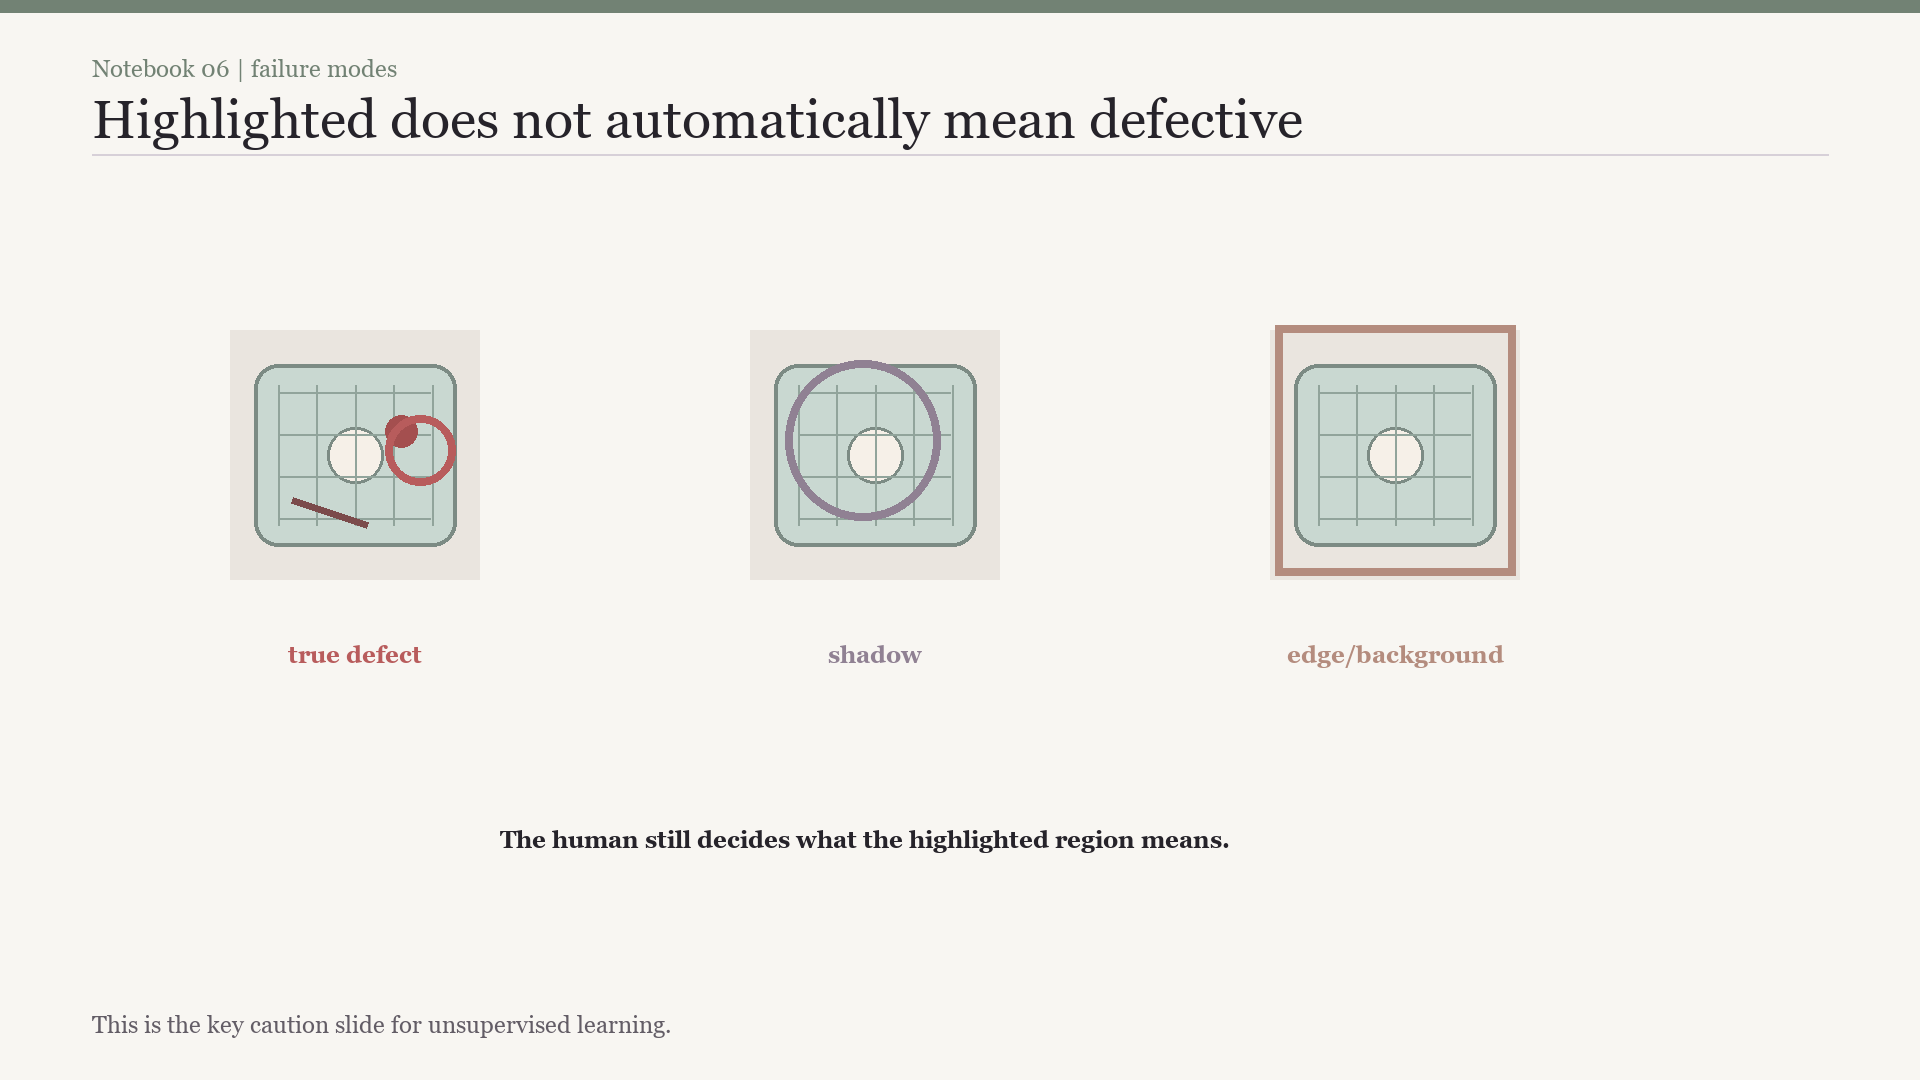 Notebook 06 | failure modes
Highlighted does not automatically mean defective
true defect
shadow
edge/background
The human still decides what the highlighted region means.
This is the key caution slide for unsupervised learning.